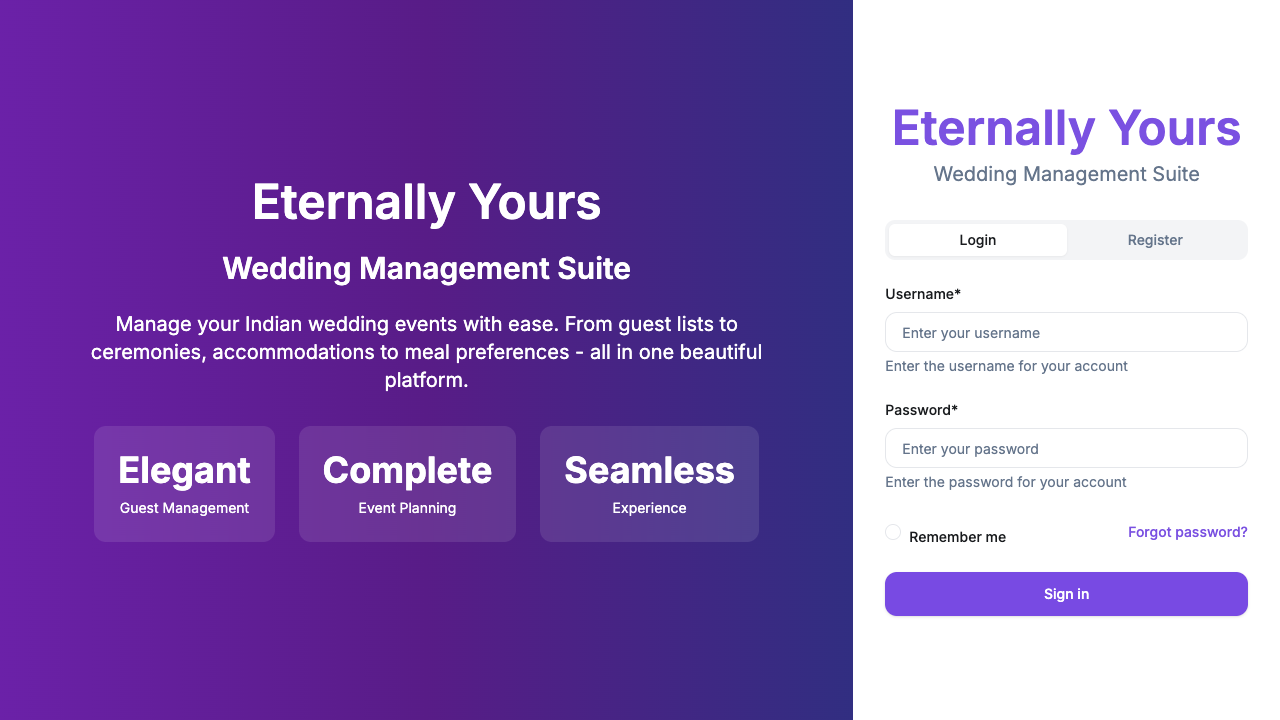 Eternally Yours
Wedding Management Suite
Manage your Indian wedding events with ease. From guest lists to
ceremonies, accommodations to meal preferences - all in one beautiful
platform.
Elegant
Guest Management
Complete
Event Planning
Seamless
Experience
Eternally Yours
Wedding Management Suite
Login
Register
Username*
Enter your username
Enter the username for your account
Password*
Enter your password
Enter the password for your account
Remember me
Forgot password?
Sign in